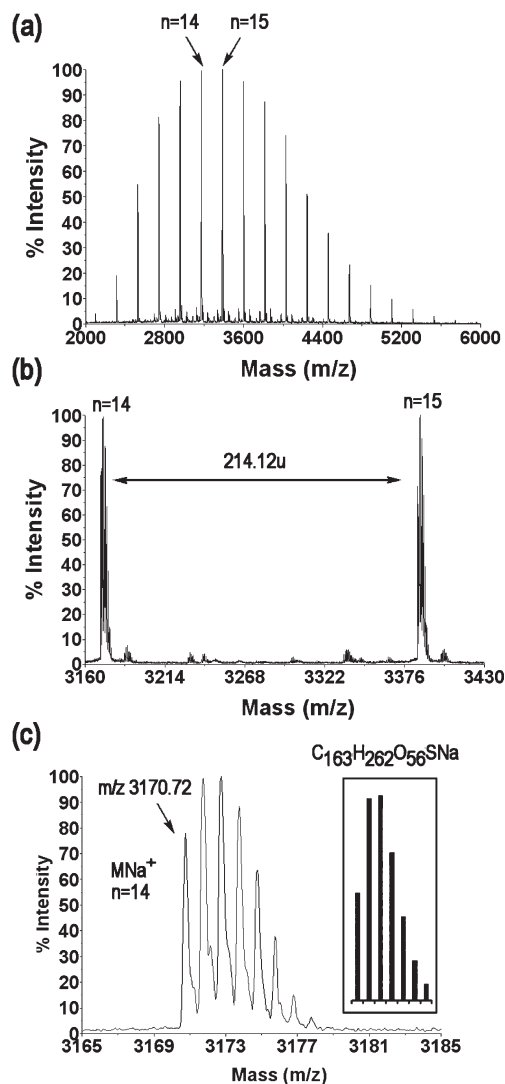 (a)
n=14 n=15
100
90
80
70
60
50
40
30
20
10
0
% Intensity
2000 2800 3600 4400 5200 6000
Mass (m/z)
(b)
n=14 n=15
100
90
80
70
60
50
40
30
20
10
0
% Intensity
214.12u
3160 3214 3268 3322 3376 3430
Mass (m/z)
(c)
C163H262O56SNa
100
90
80
70
60
50
40
30
20
10
0
% Intensity
m/z 3170.72
MNa+
n=14
3165 3169 3173 3177 3181 3185
Mass (m/z)